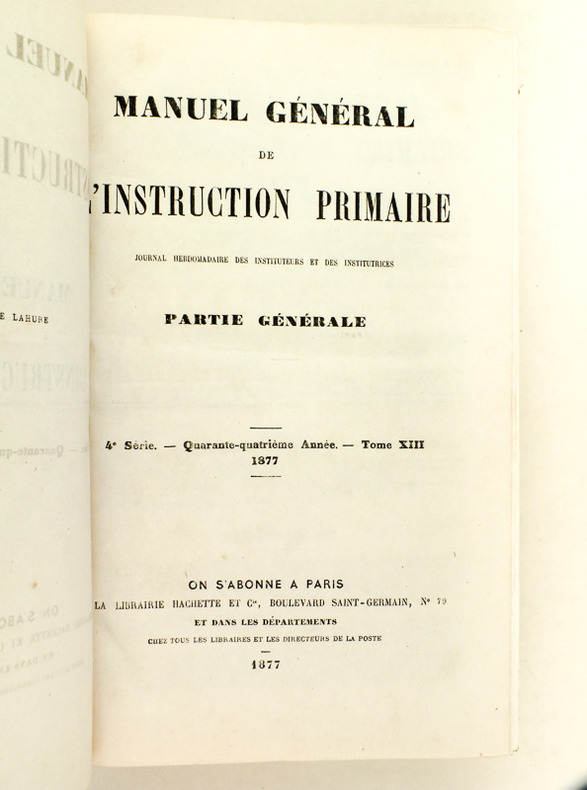 MANUEL GÉNÉRAL
DE
L'INSTRUCTION PRIMAIRE
JOURNAL HEBDOMADAIRE DES INSTITUTEURS ET DES INSTITUTRICES
PARTIE GÉNÉRALE
E LAHURE
4e Série. — Quarante-quatrième Année. — Tome XIII
1877
ON S'ABONNE A PARIS
LA LIBRAIRIE HACHETTE ET Cie, BOULEVARD SAINT-GERMAIN, No 79
ET DANS LES DÉPARTEMENTS
CHEZ TOUS LES LIBRAIRES ET LES DIRECTEURS DE LA POSTE
1877